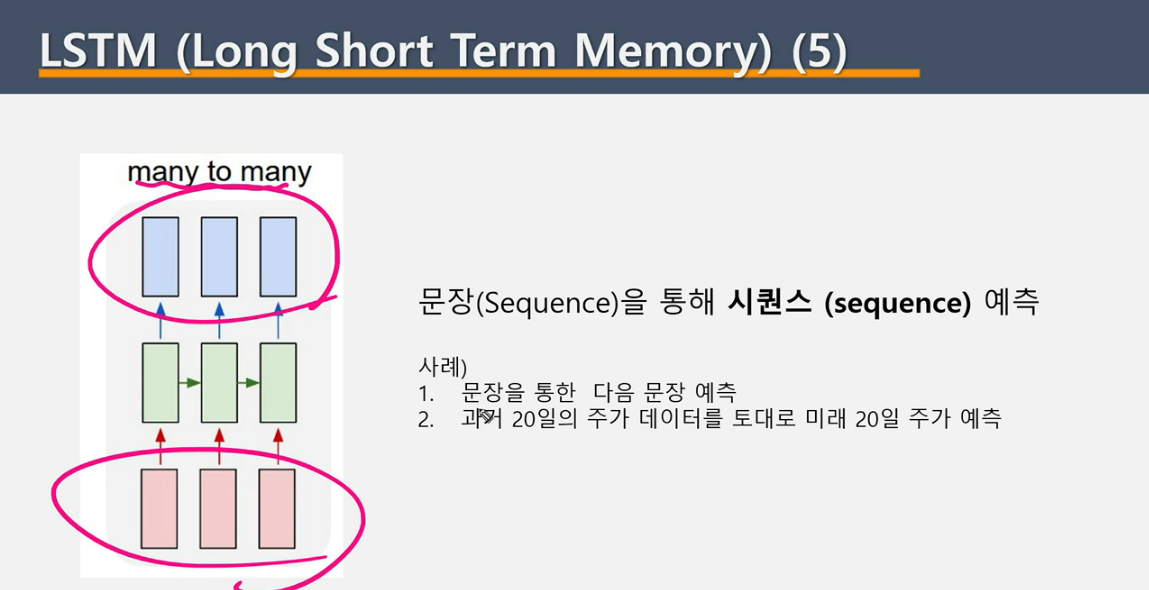 LSTM (Long Short Term Memory) (5)
many to many
문장(Sequence)을 통해 시퀀스 (sequence) 예측
사례)
1. 문장을 통한 다음 문장 예측
2. 과거 20일의 주가 데이터를 토대로 미래 20일 주가 예측